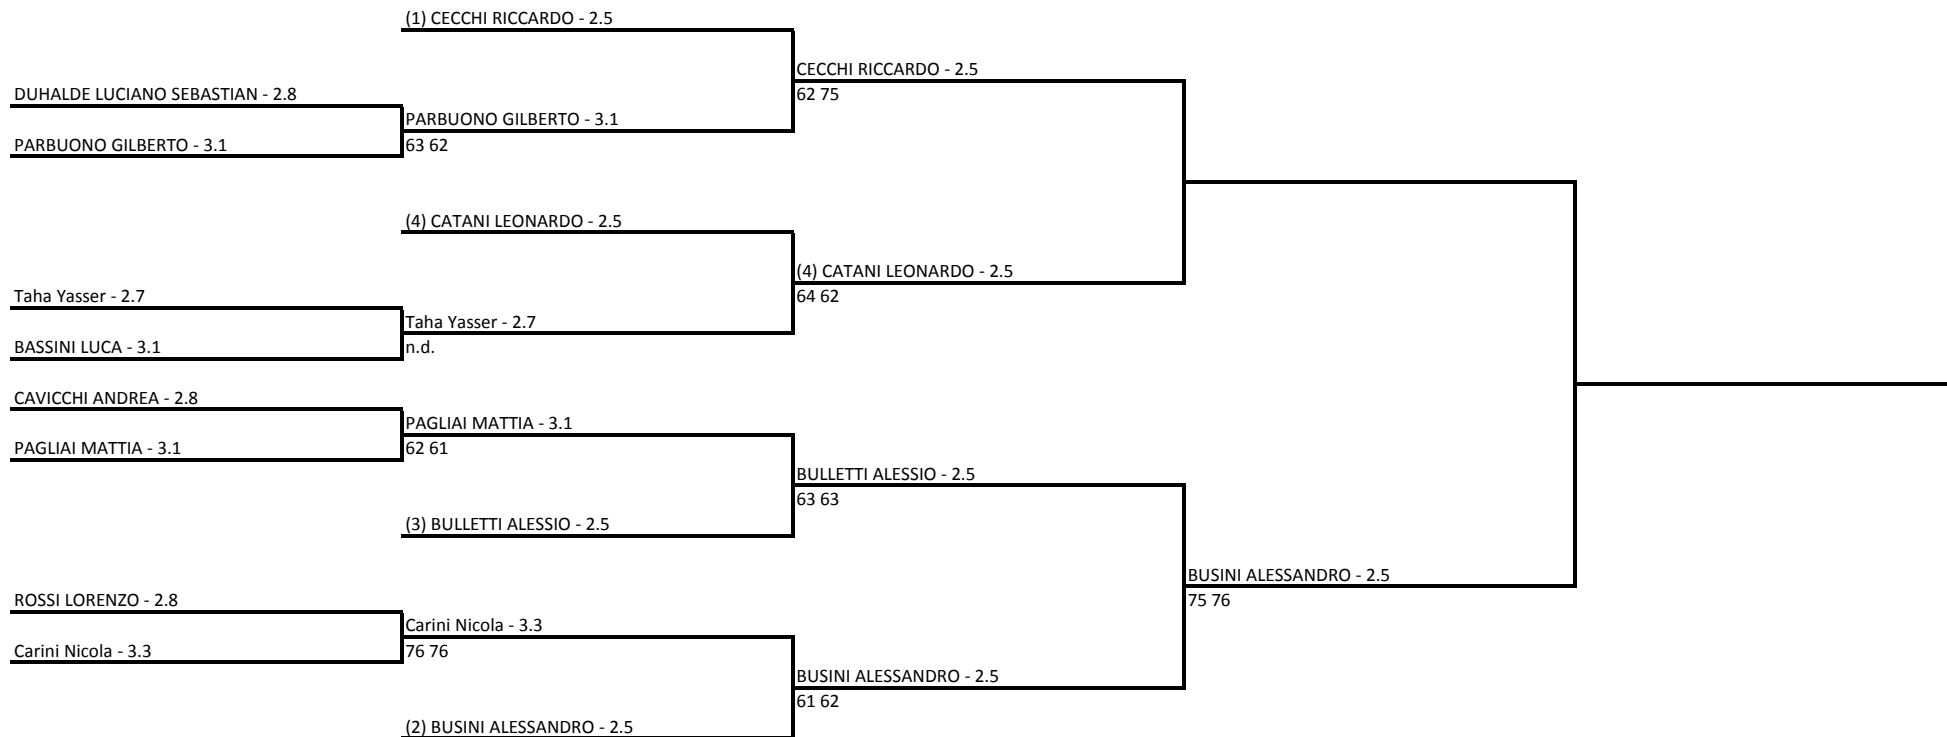 (1) CECCHI RICCARDO - 2.5
CECCHI RICCARDO - 2.5
62 75
DUHALDE LUCIANO SEBASTIAN - 2.8
PARBUONO GILBERTO - 3.1
PARBUONO GILBERTO - 3.1
63 62
(4) CATANI LEONARDO - 2.5
(4) CATANI LEONARDO - 2.5
64 62
Taha Yasser - 2.7
Taha Yasser - 2.7
BASSINI LUCA - 3.1
n.d.
CAVICCHI ANDREA - 2.8
PAGLIAI MATTIA - 3.1
PAGLIAI MATTIA - 3.1
62 61
BULLETTI ALESSIO - 2.5
63 63
(3) BULLETTI ALESSIO - 2.5
BUSINI ALESSANDRO - 2.5
75 76
ROSSI LORENZO - 2.8
Carini Nicola - 3.3
Carini Nicola - 3.3
76 76
BUSINI ALESSANDRO - 2.5
61 62
(2) BUSINI ALESSANDRO - 2.5